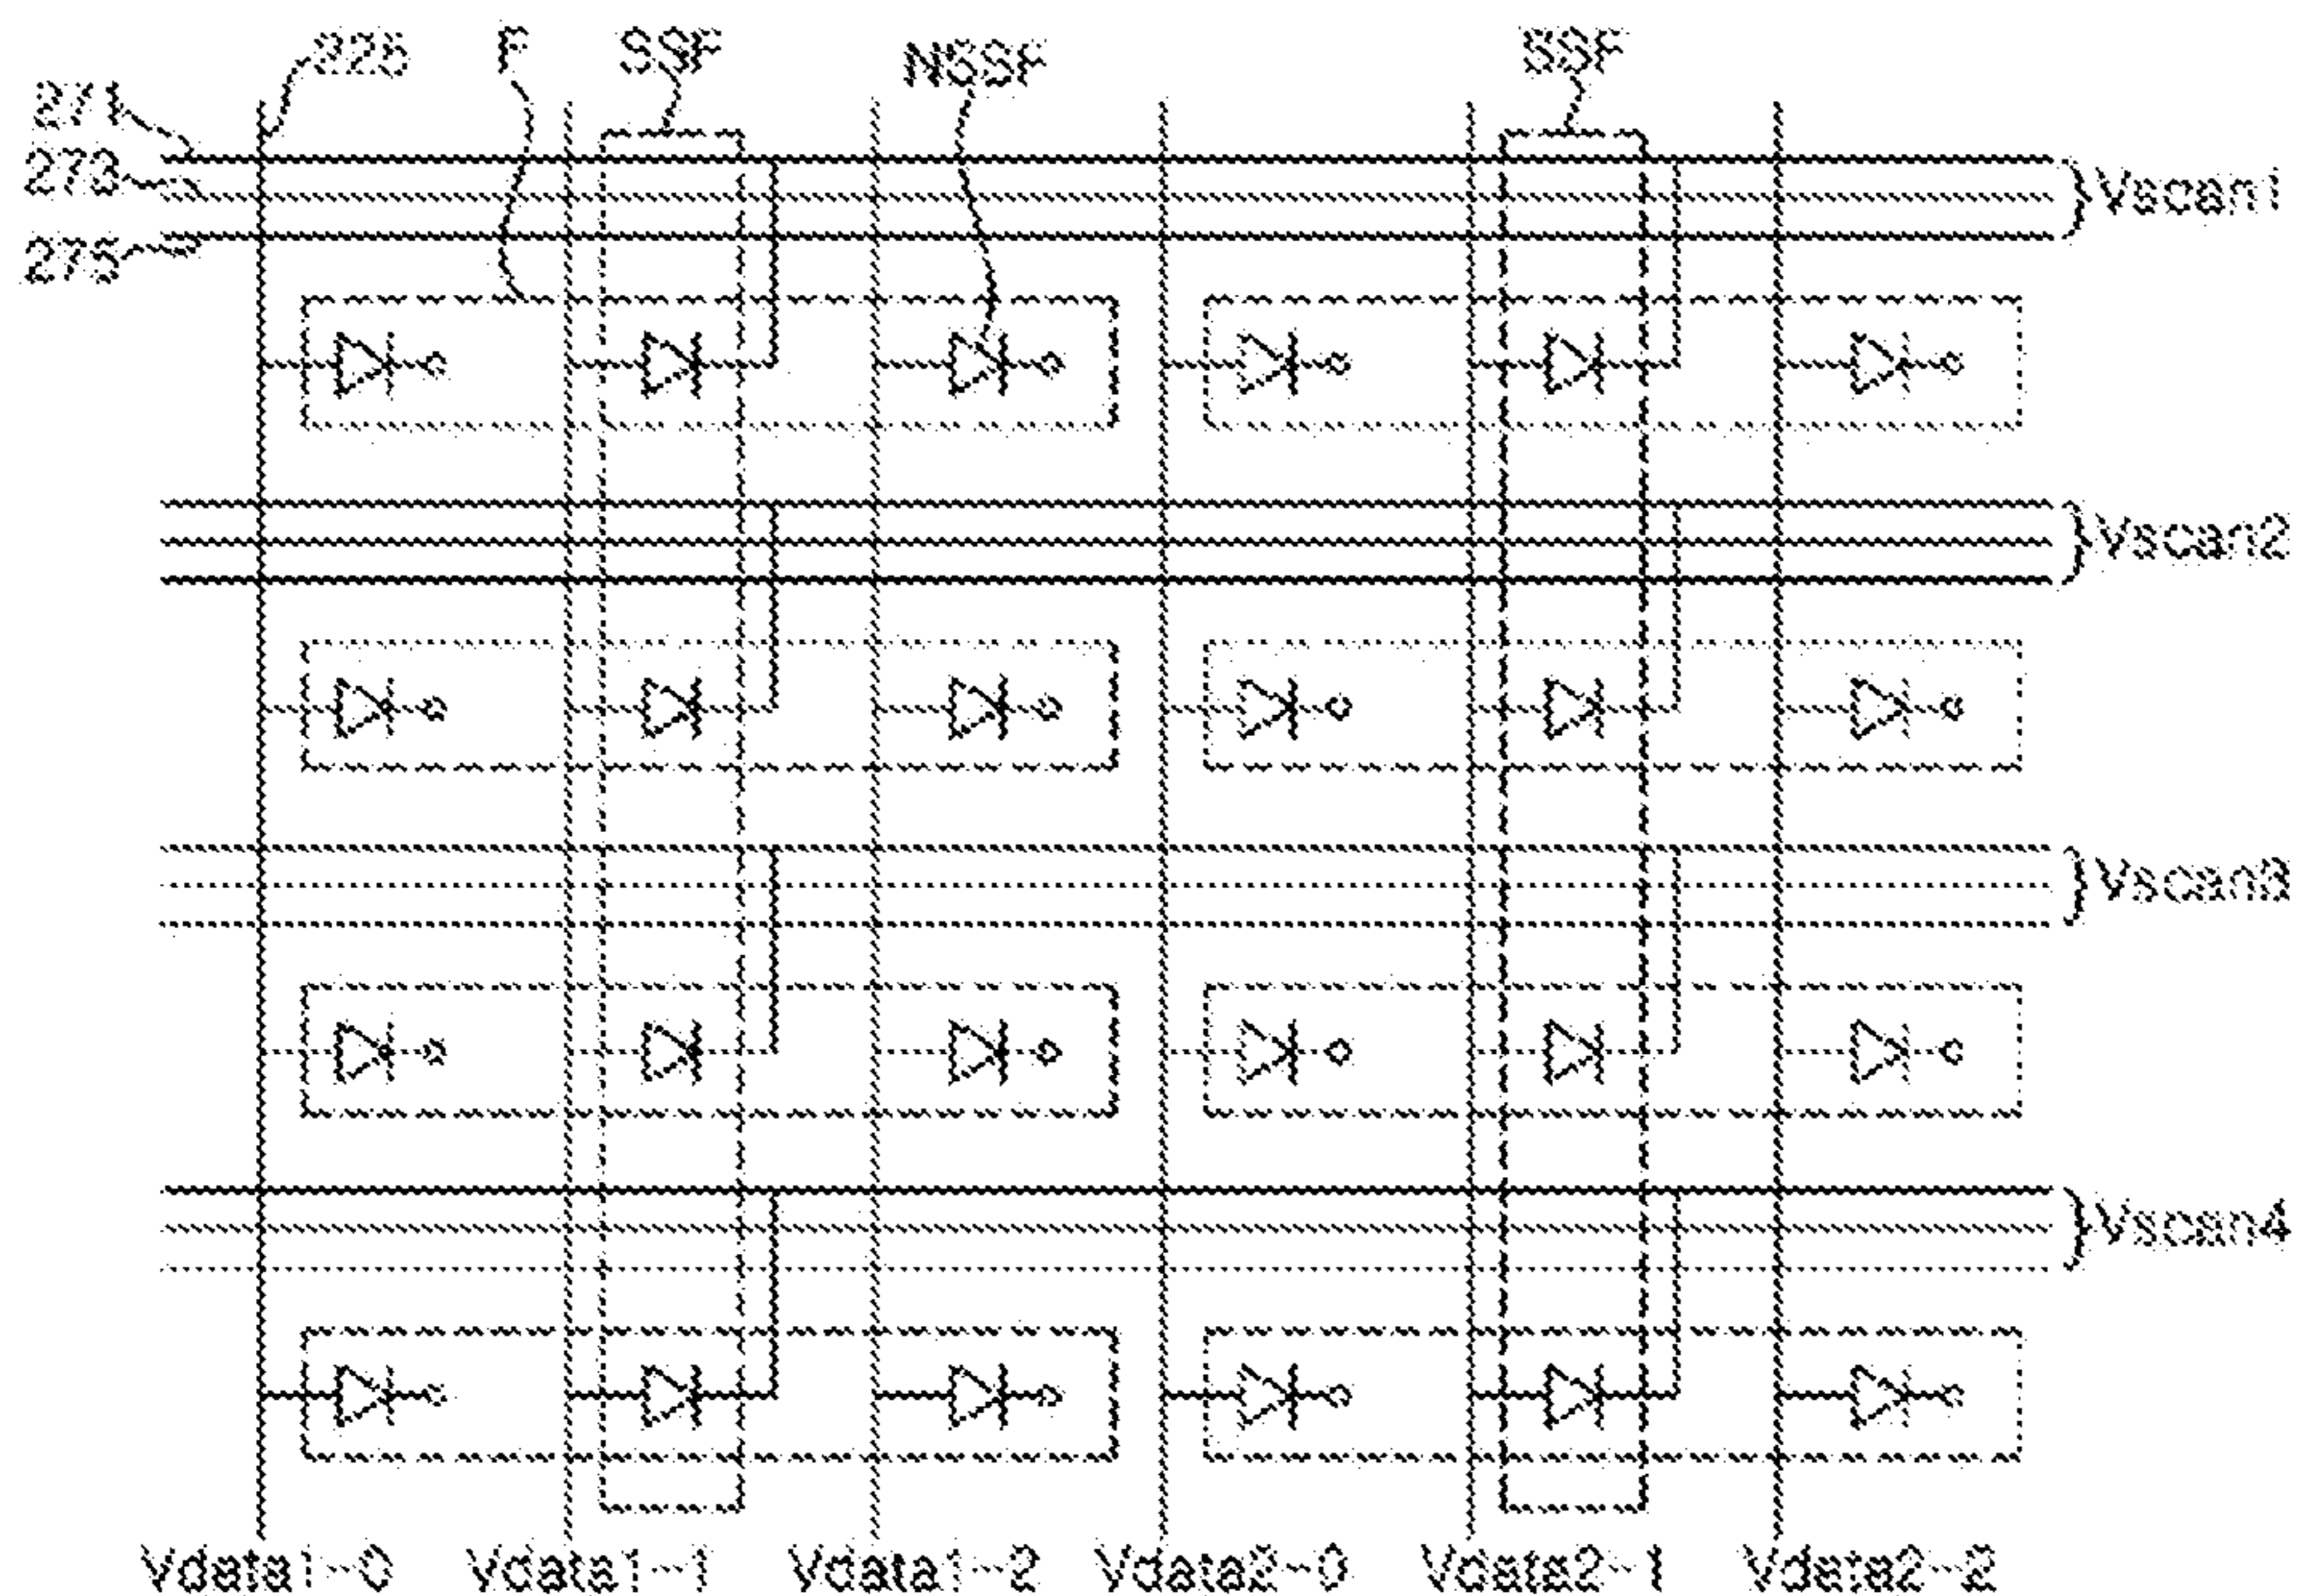 225 F SSF NSSF SSF
271
273
275
Vscan1
Vscan2
Vscan3
Vscan4
Vdata1-0 Vdata1-1 Vdata1-2 Vdata2-0 Vdata2-1 Vdata2-2